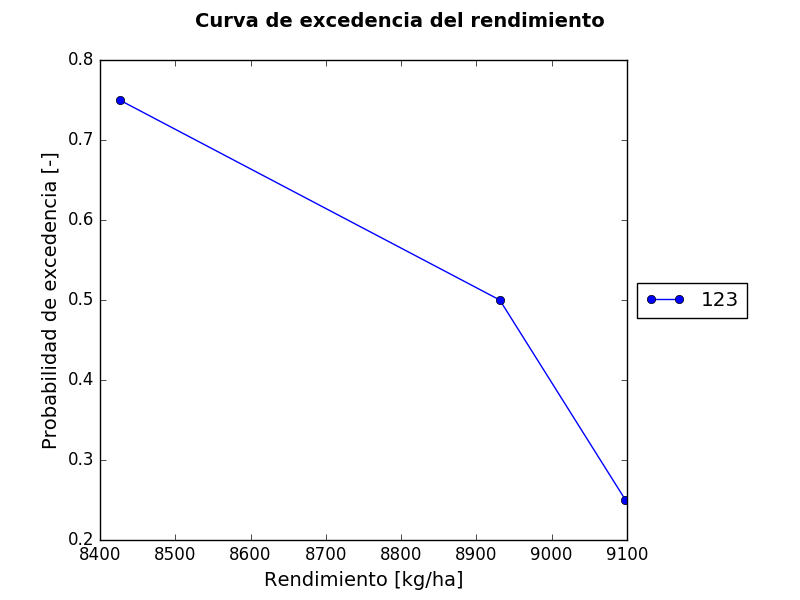 Curva de excedencia del rendimiento
0.8
0.7
0.6
0.5
0.4
0.3
0.2
Probabilidad de excedencia [-]
123
8400 8500 8600 8700 8800 8900 9000 9100
Rendimiento [kg/ha]